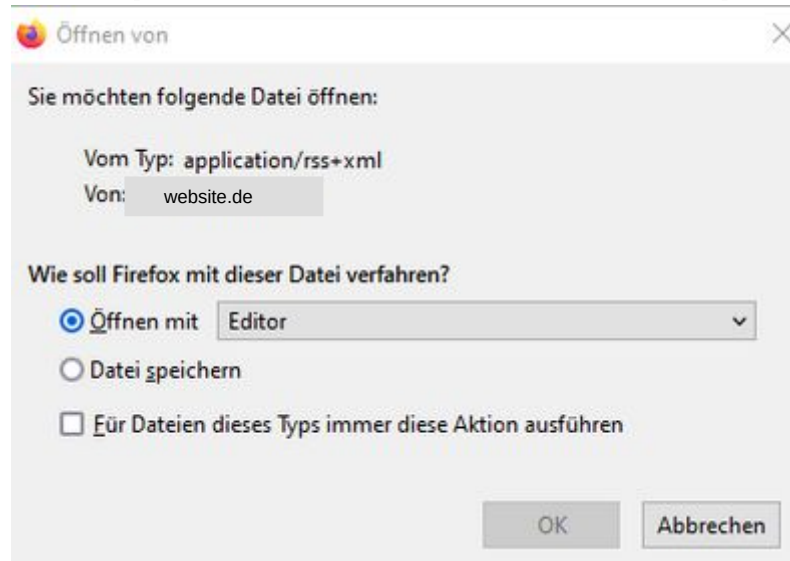 Öffnen von
Sie möchten folgende Datei öffnen:
Vom Typ: application/rss+xml
Von: website.de
Wie soll Firefox mit dieser Datei verfahren?
Öffnen mit Editor
Datei speichern
Für Dateien dieses Typs immer diese Aktion ausführen
OK Abbrechen